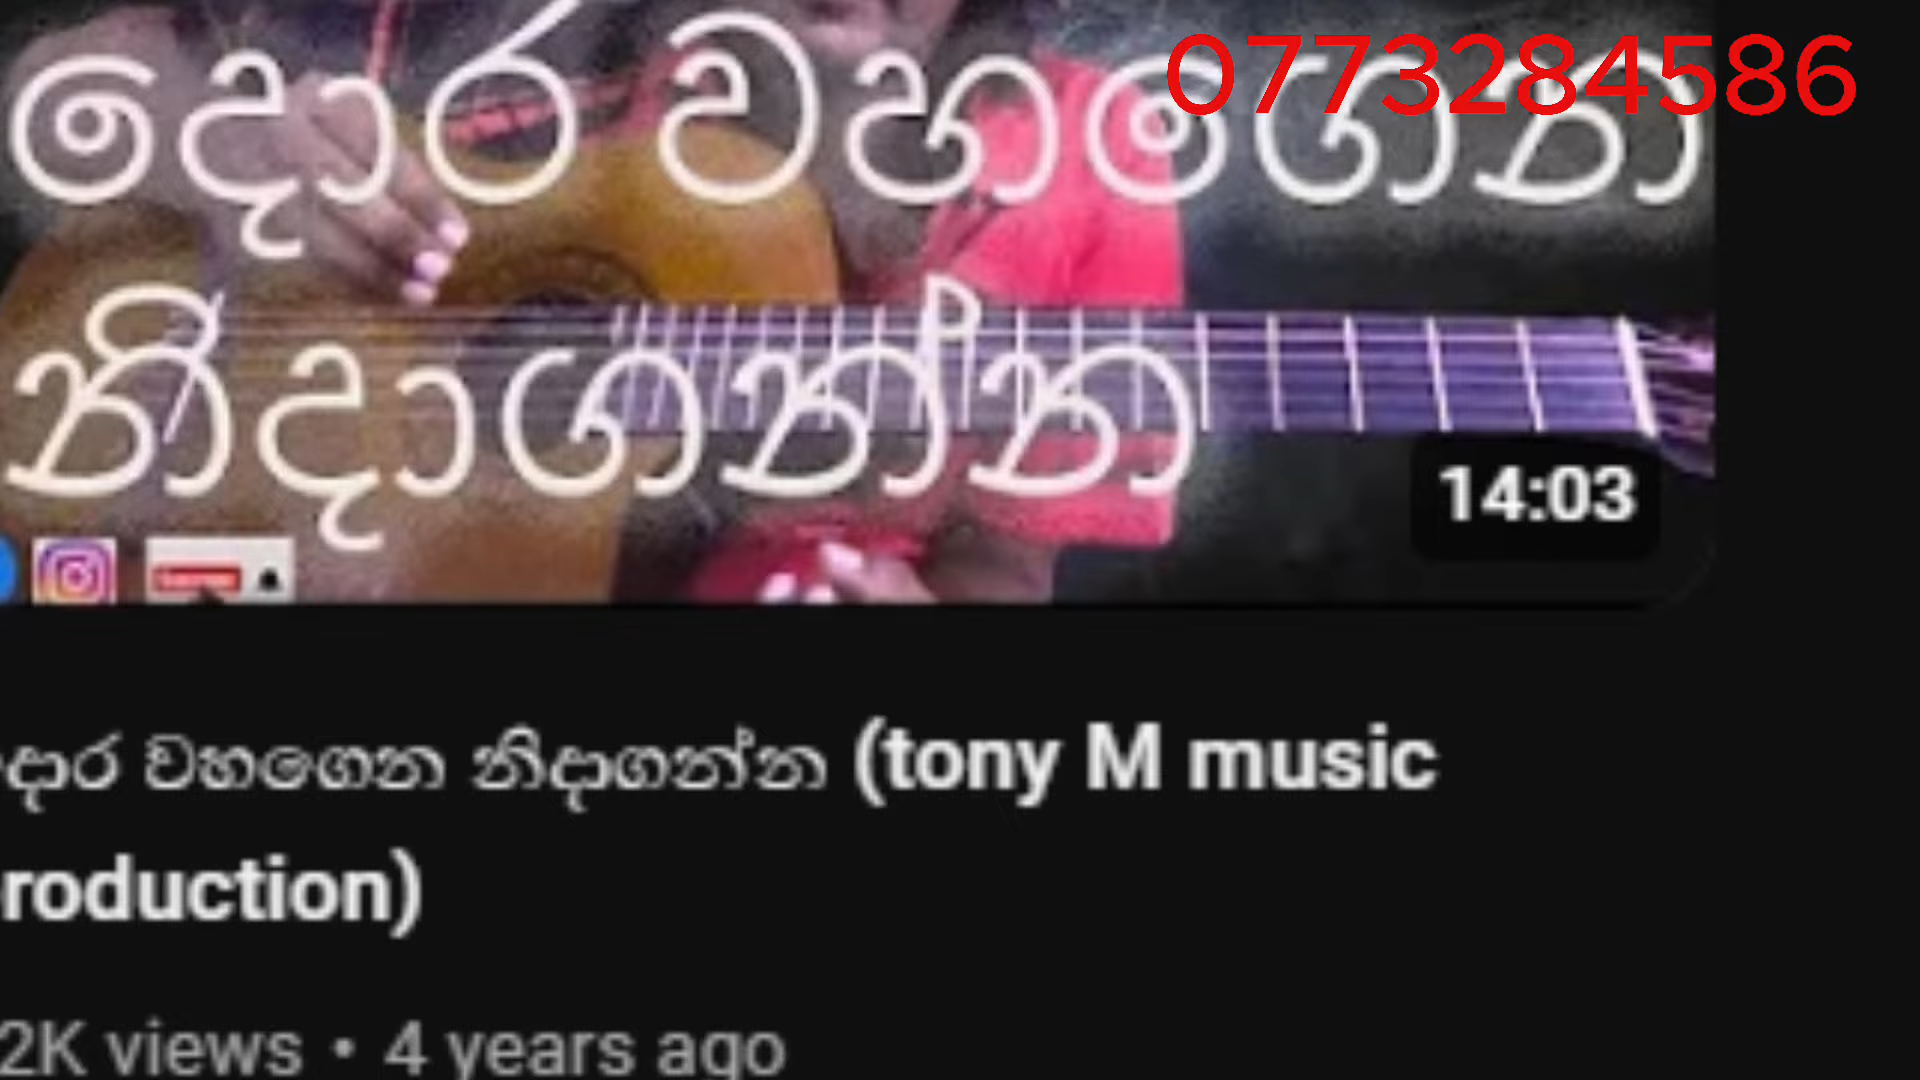 0773284586
දොර වහගෙන
නිදාගන්න
14:03
දොර වහගෙන නිදාගන්න (tony M music
roduction)
2K views • 4 years ago